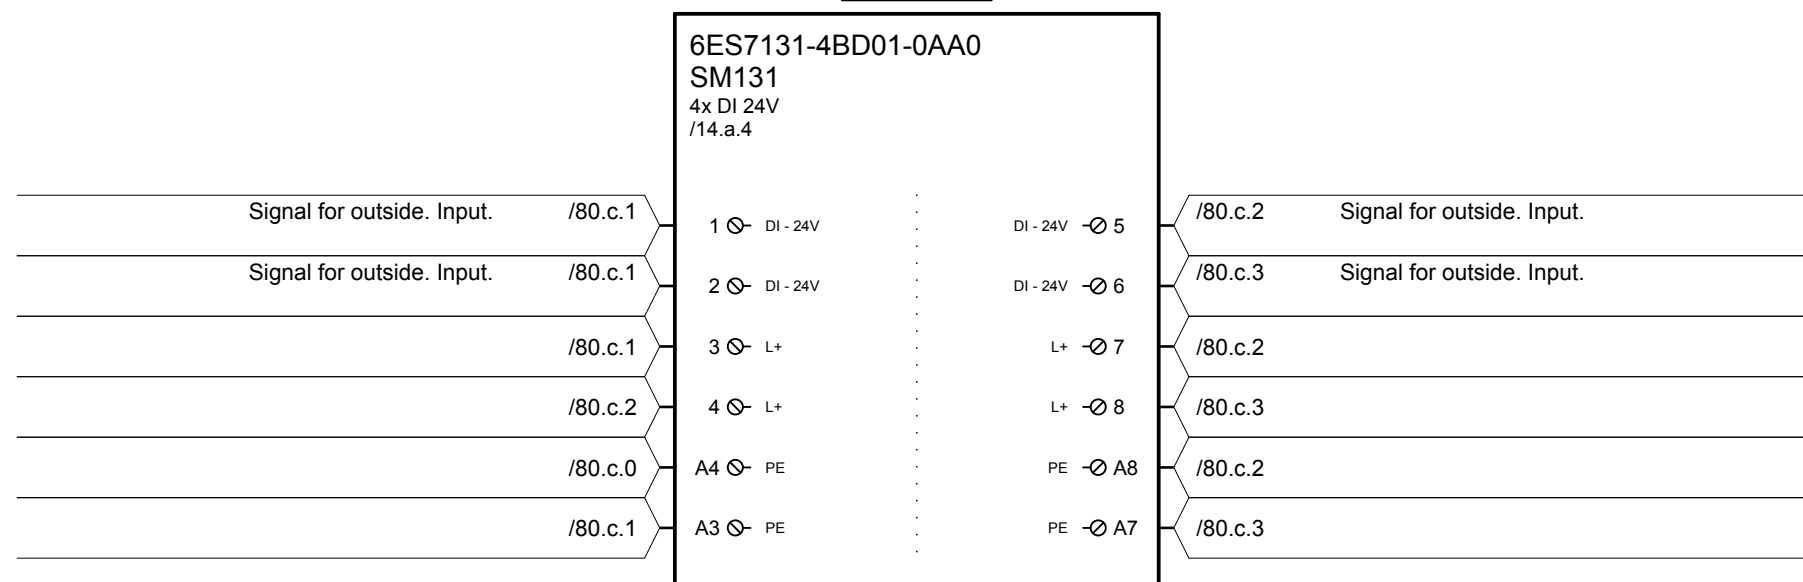 6ES7131-4BD01-0AA0
SM131
4x DI 24V
/14.a.4
Signal for outside. Input. /80.c.1 1 DI - 24V DI - 24V 5 /80.c.2 Signal for outside. Input.
Signal for outside. Input. /80.c.1 2 DI - 24V DI - 24V 6 /80.c.3 Signal for outside. Input.
/80.c.1 3 L+ L+ 7 /80.c.2
/80.c.2 4 L+ L+ 8 /80.c.3
/80.c.0 A4 PE PE A8 /80.c.2
/80.c.1 A3 PE PE A7 /80.c.3